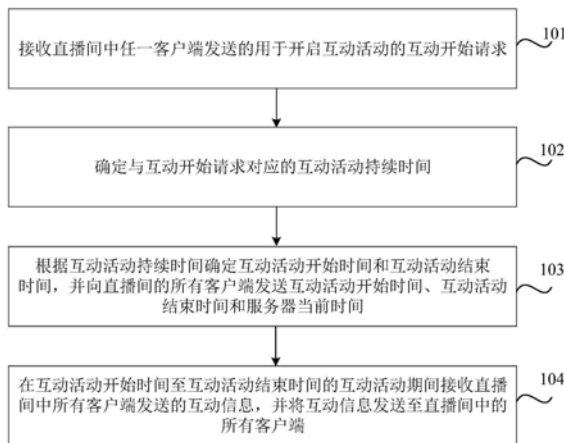 接收直播间中任一客户端发送的用于开启互动活动的互动开始请求
101
确定与互动开始请求对应的互动活动持续时间
102
根据互动活动持续时间确定互动活动开始时间和互动活动结束
时间，并向直播间的所有客户端发送互动活动开始时间、互动活动
结束时间和服务器当前时间
103
在互动活动开始时间至互动活动结束时间的互动活动期间接收直播
间中所有客户端发送的互动信息，并将互动信息发送至直播间中的
所有客户端
104